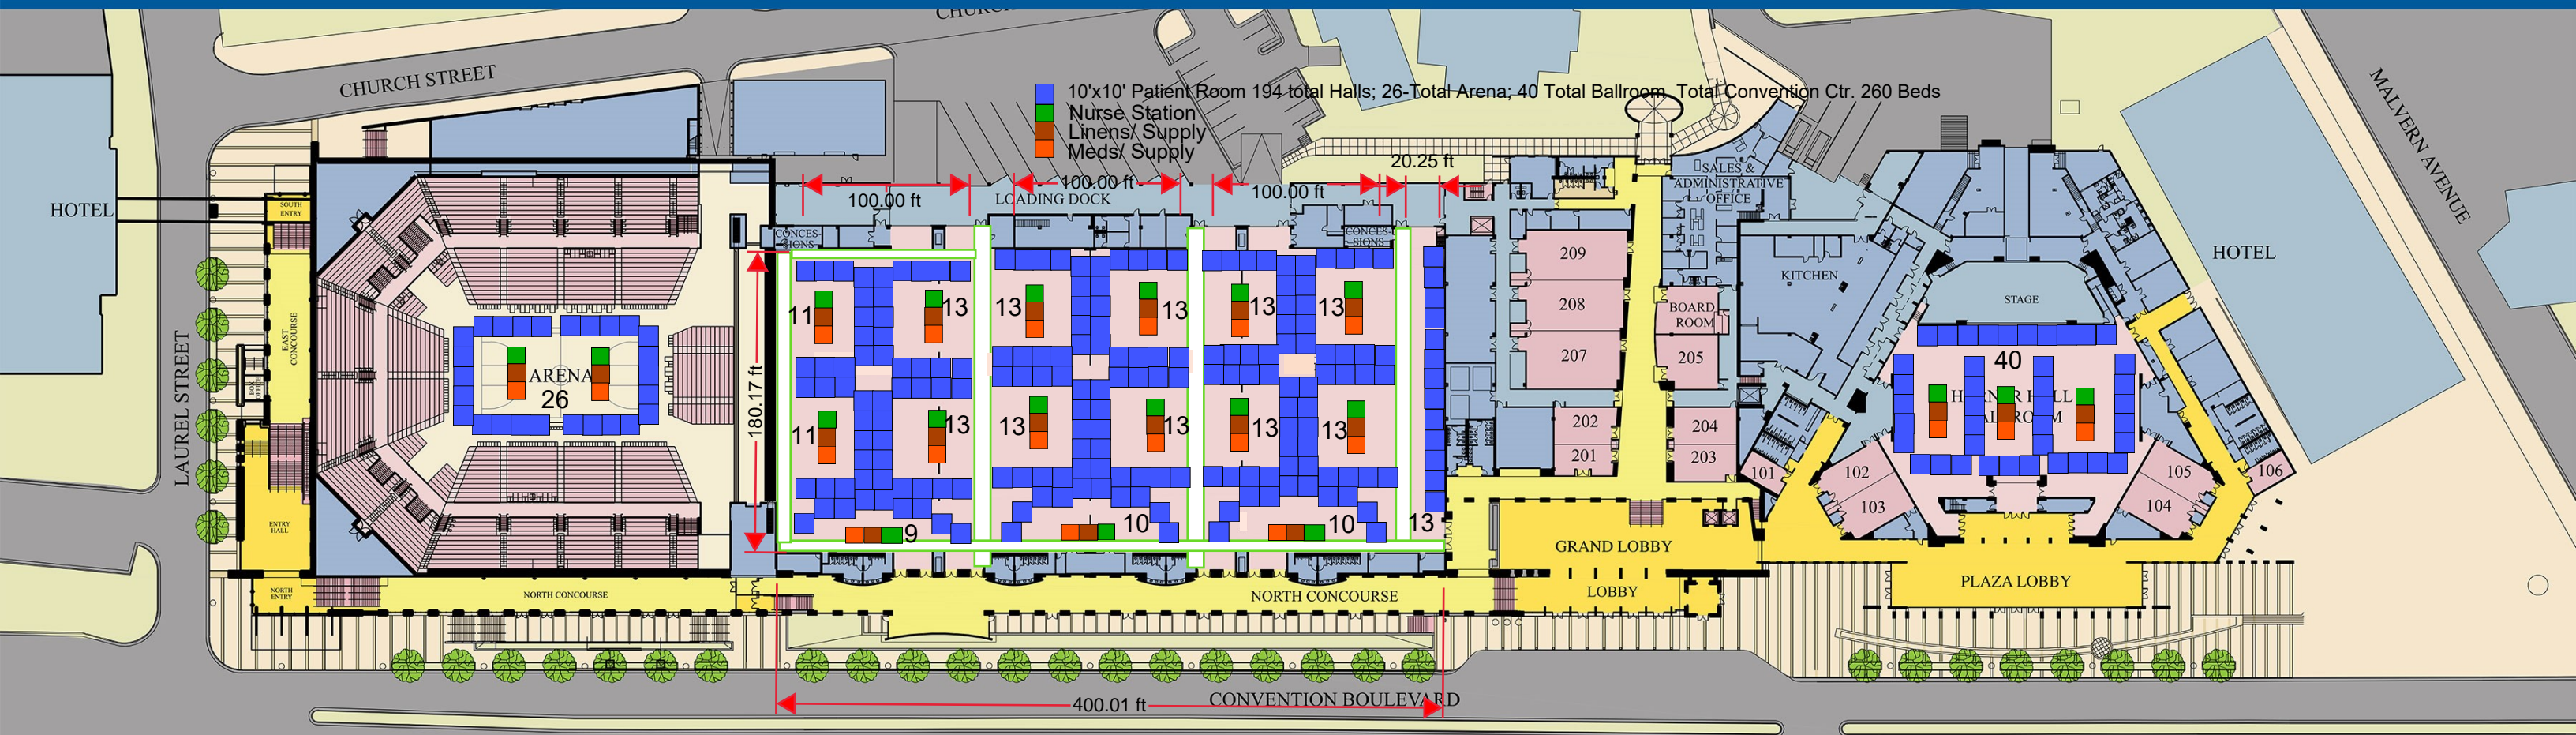 CHURCH
CHURCH STREET
MALVERN AVENUE
10'x10' Patient Room 194 total Halls; 26-Total Arena; 40 Total Ballroom Total Convention Ctr. 260 Beds
Nurse Station
Linens/ Supply
Meds/ Supply
20.25 ft
100.00 ft
100.00 ft
100.00 ft
LOADING DOCK
SALES &
ADMINISTRATIVE
OFFICE
HOTEL
SOUTH
ENTRY
CONCES-
SIONS
CONCES-
SIONS
HOTEL
209
208
207
BOARD
ROOM
205
KITCHEN
STAGE
11
13
13
13
13
13
EAST
CONCOURSE
LAUREL STREET
BOX
OFFICE
ARENA
26
180.17 ft
40
11
13
13
13
13
13
202
201
204
203
101
102
103
105
104
106
ENTRY
HALL
9
10
10
13
GRAND LOBBY
LOBBY
PLAZA LOBBY
NORTH
ENTRY
NORTH CONCOURSE
NORTH CONCOURSE
400.01 ft
CONVENTION BOULEVARD